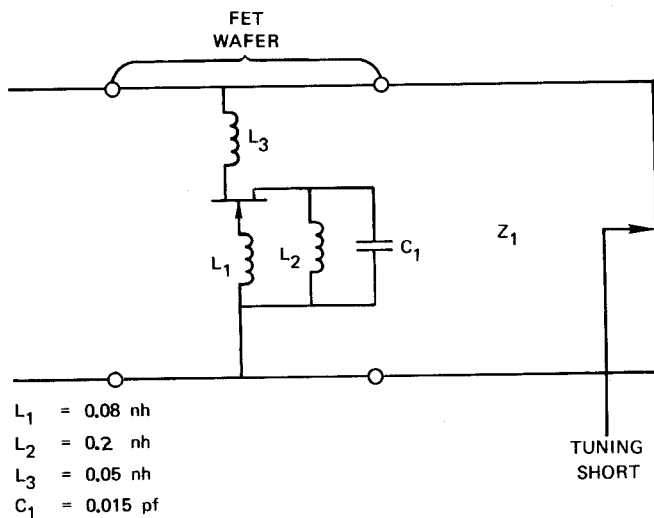 FET
WAFER
L₃
L₁
L₂
C₁
Z₁
L₁ = 0.08 nh
L₂ = 0.2 nh
L₃ = 0.05 nh
C₁ = 0.015 pf
TUNING
SHORT